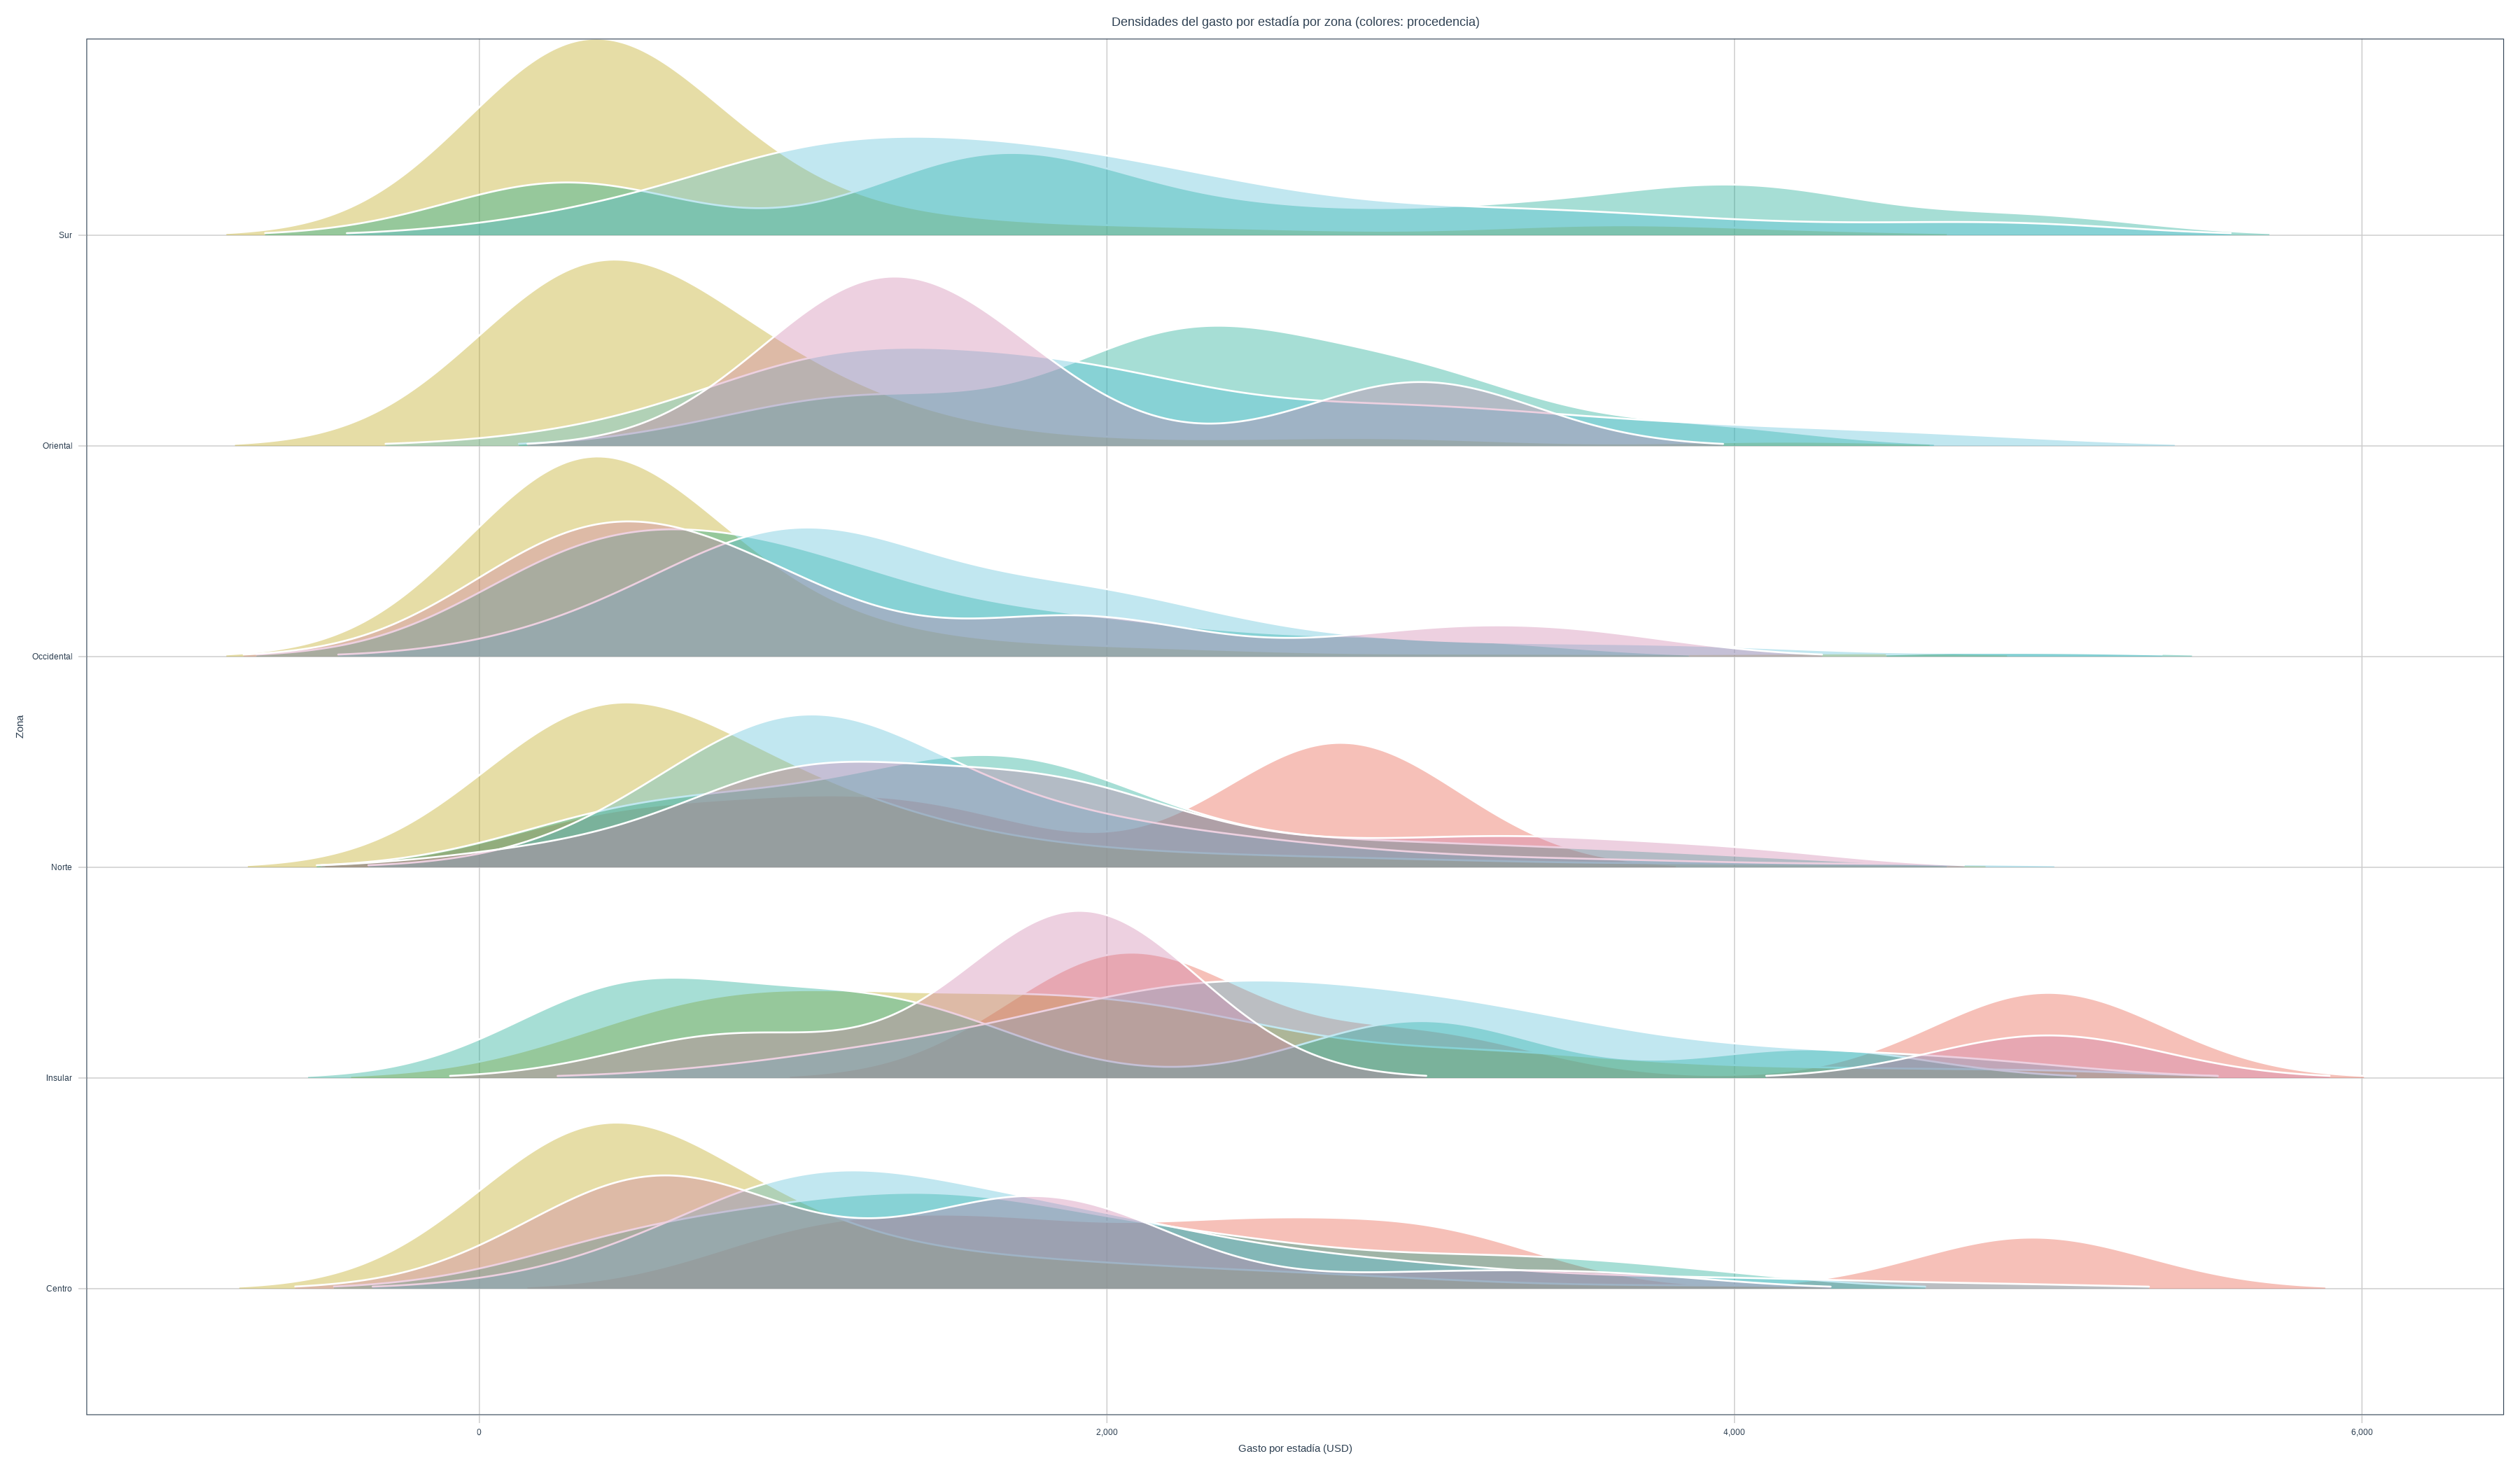 Densidades del gasto por estadía por zona (colores: procedencia)
Sur
Oriental
Occidental
Zona
Norte
Insular
Centro
0
2,000
4,000
6,000
Gasto por estadía (USD)